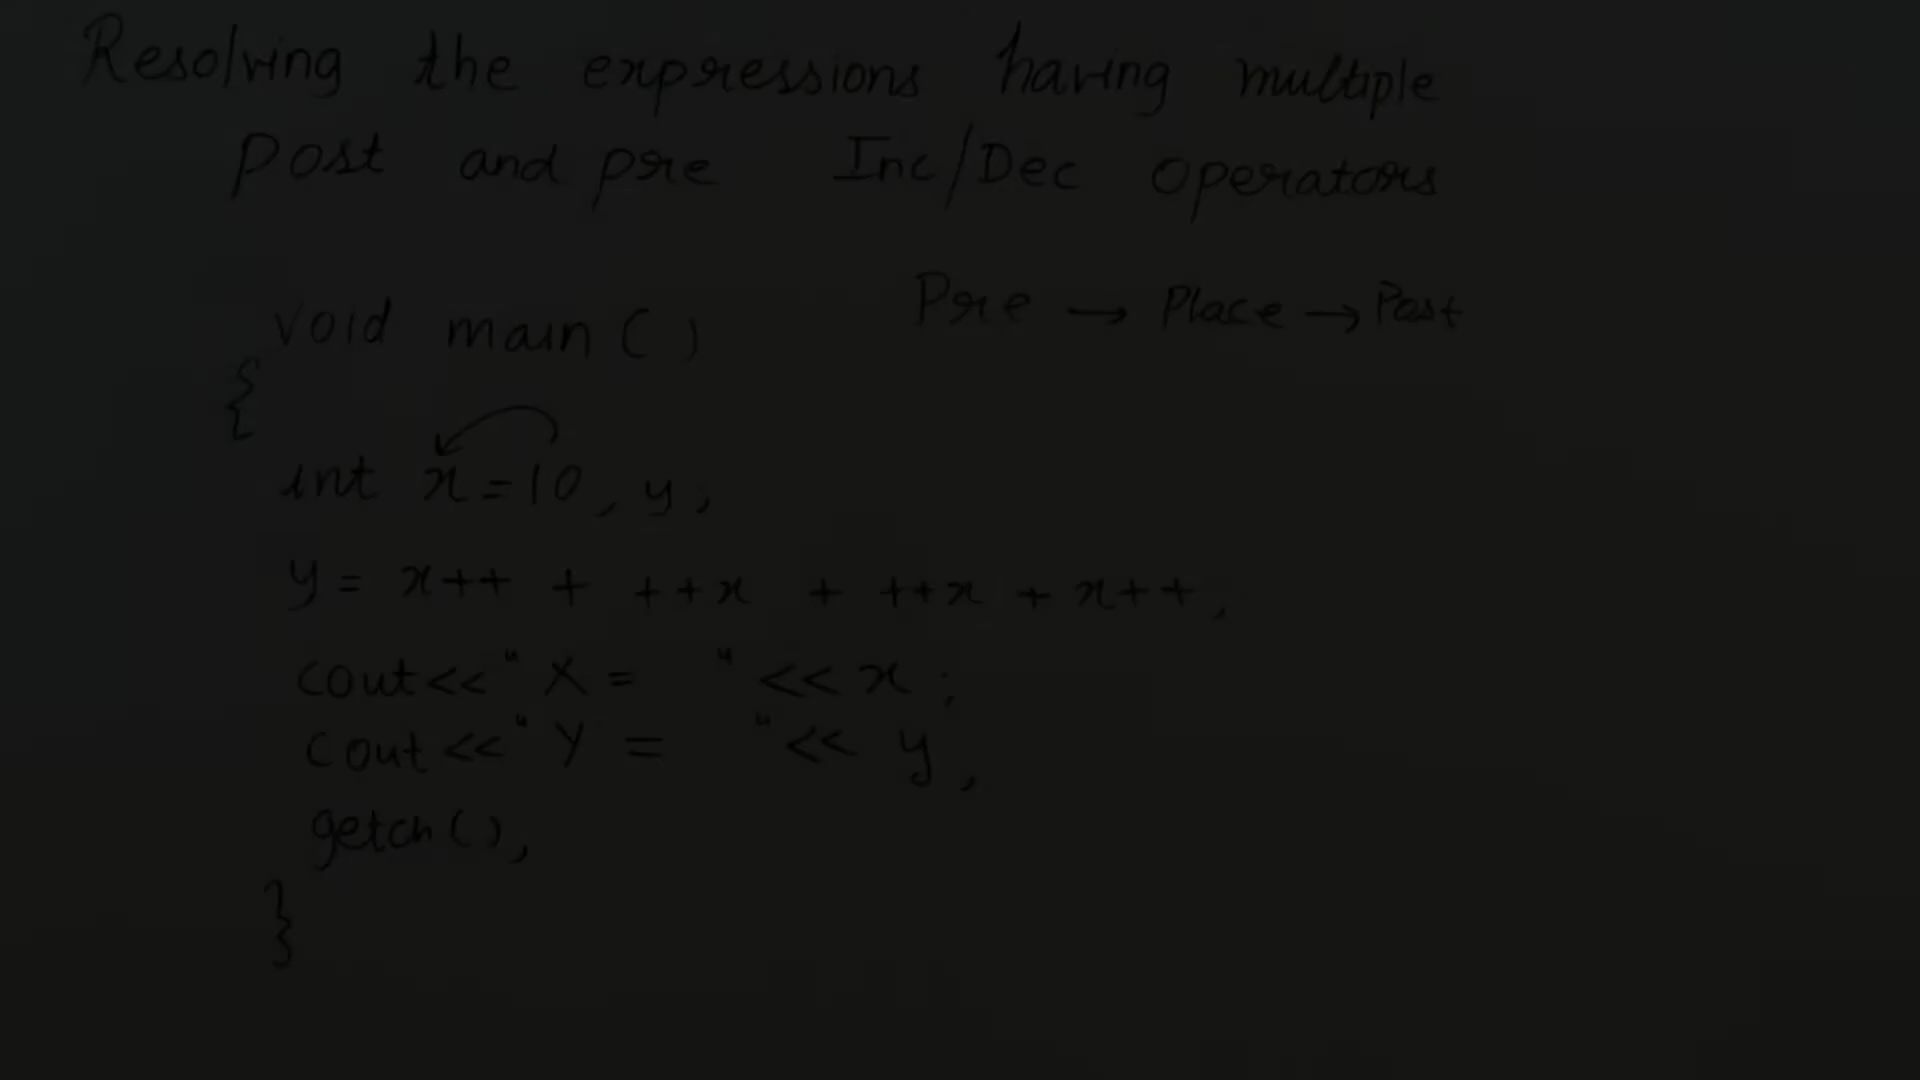 Resolving the expressions having multiple
Post and pre Inc/Dec operators
Pre → Place → Post
void main()
{
int x=10, y;
y= x++ + ++x + ++x + x++;
cout<<"X= "<<x;
cout<<"Y= "<<y;
getch();
}